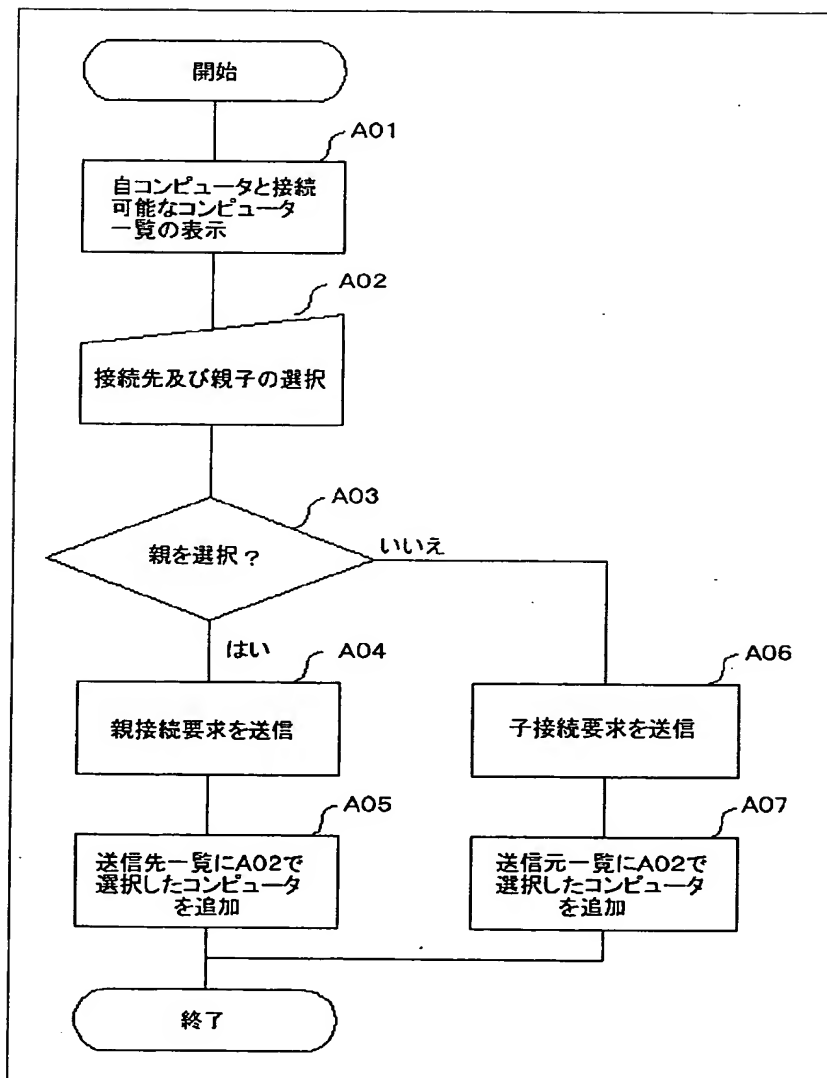 開始
A01
自コンピュータと接続
可能なコンピュータ
一覧の表示
A02
接続先及び親子の選択
A03
親を選択？
いいえ
はい
A04
親接続要求を送信
A06
子接続要求を送信
A05
送信先一覧にA02で
選択したコンピュータ
を追加
A07
送信元一覧にA02で
選択したコンピュータ
を追加
終了